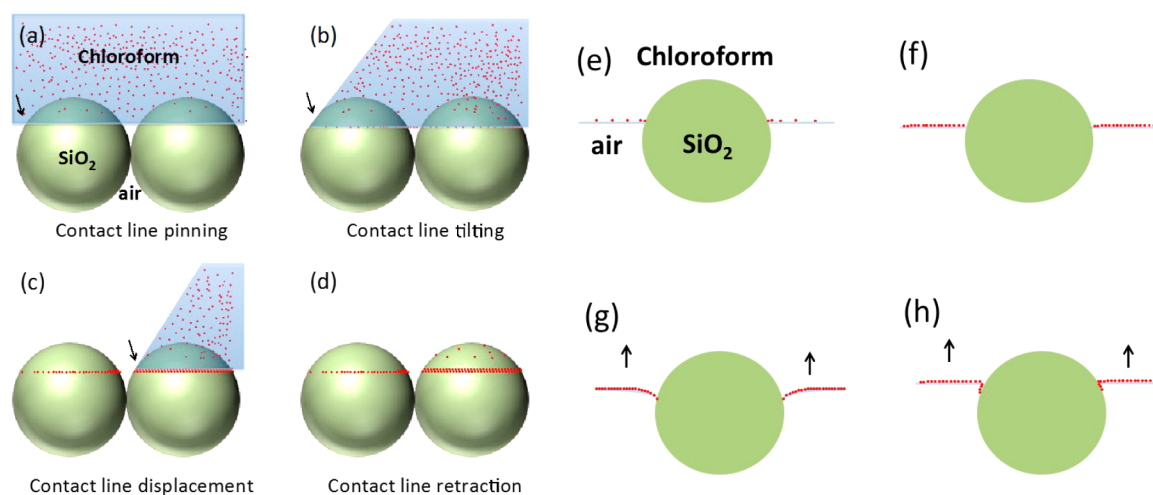 (a)
Chloroform
SiO₂
air
Contact line pinning
(b)
Contact line tilting
(c)
Contact line displacement
(d)
Contact line retraction
(e)
Chloroform
air
SiO₂
(f)
(g)
(h)